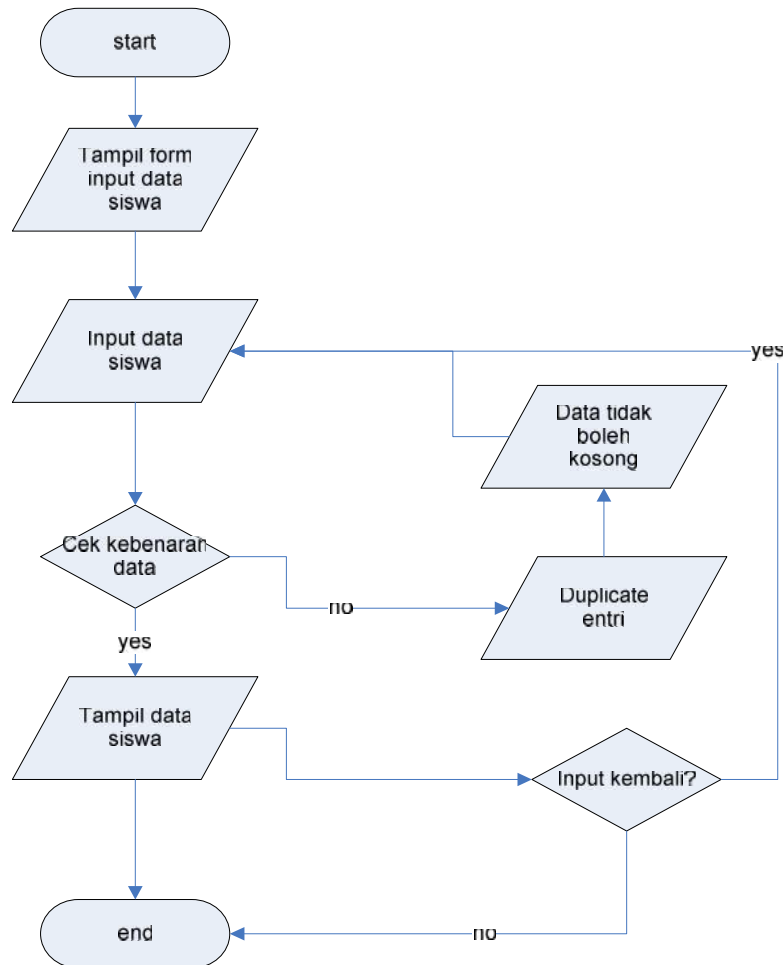 start
Tampil form
input data
siswa
Input data
siswa
yes
Data tidak
boleh
kosong
Cek kebenaran
data
no
Duplicate
entri
yes
Tampil data
siswa
Input kembali?
end
no